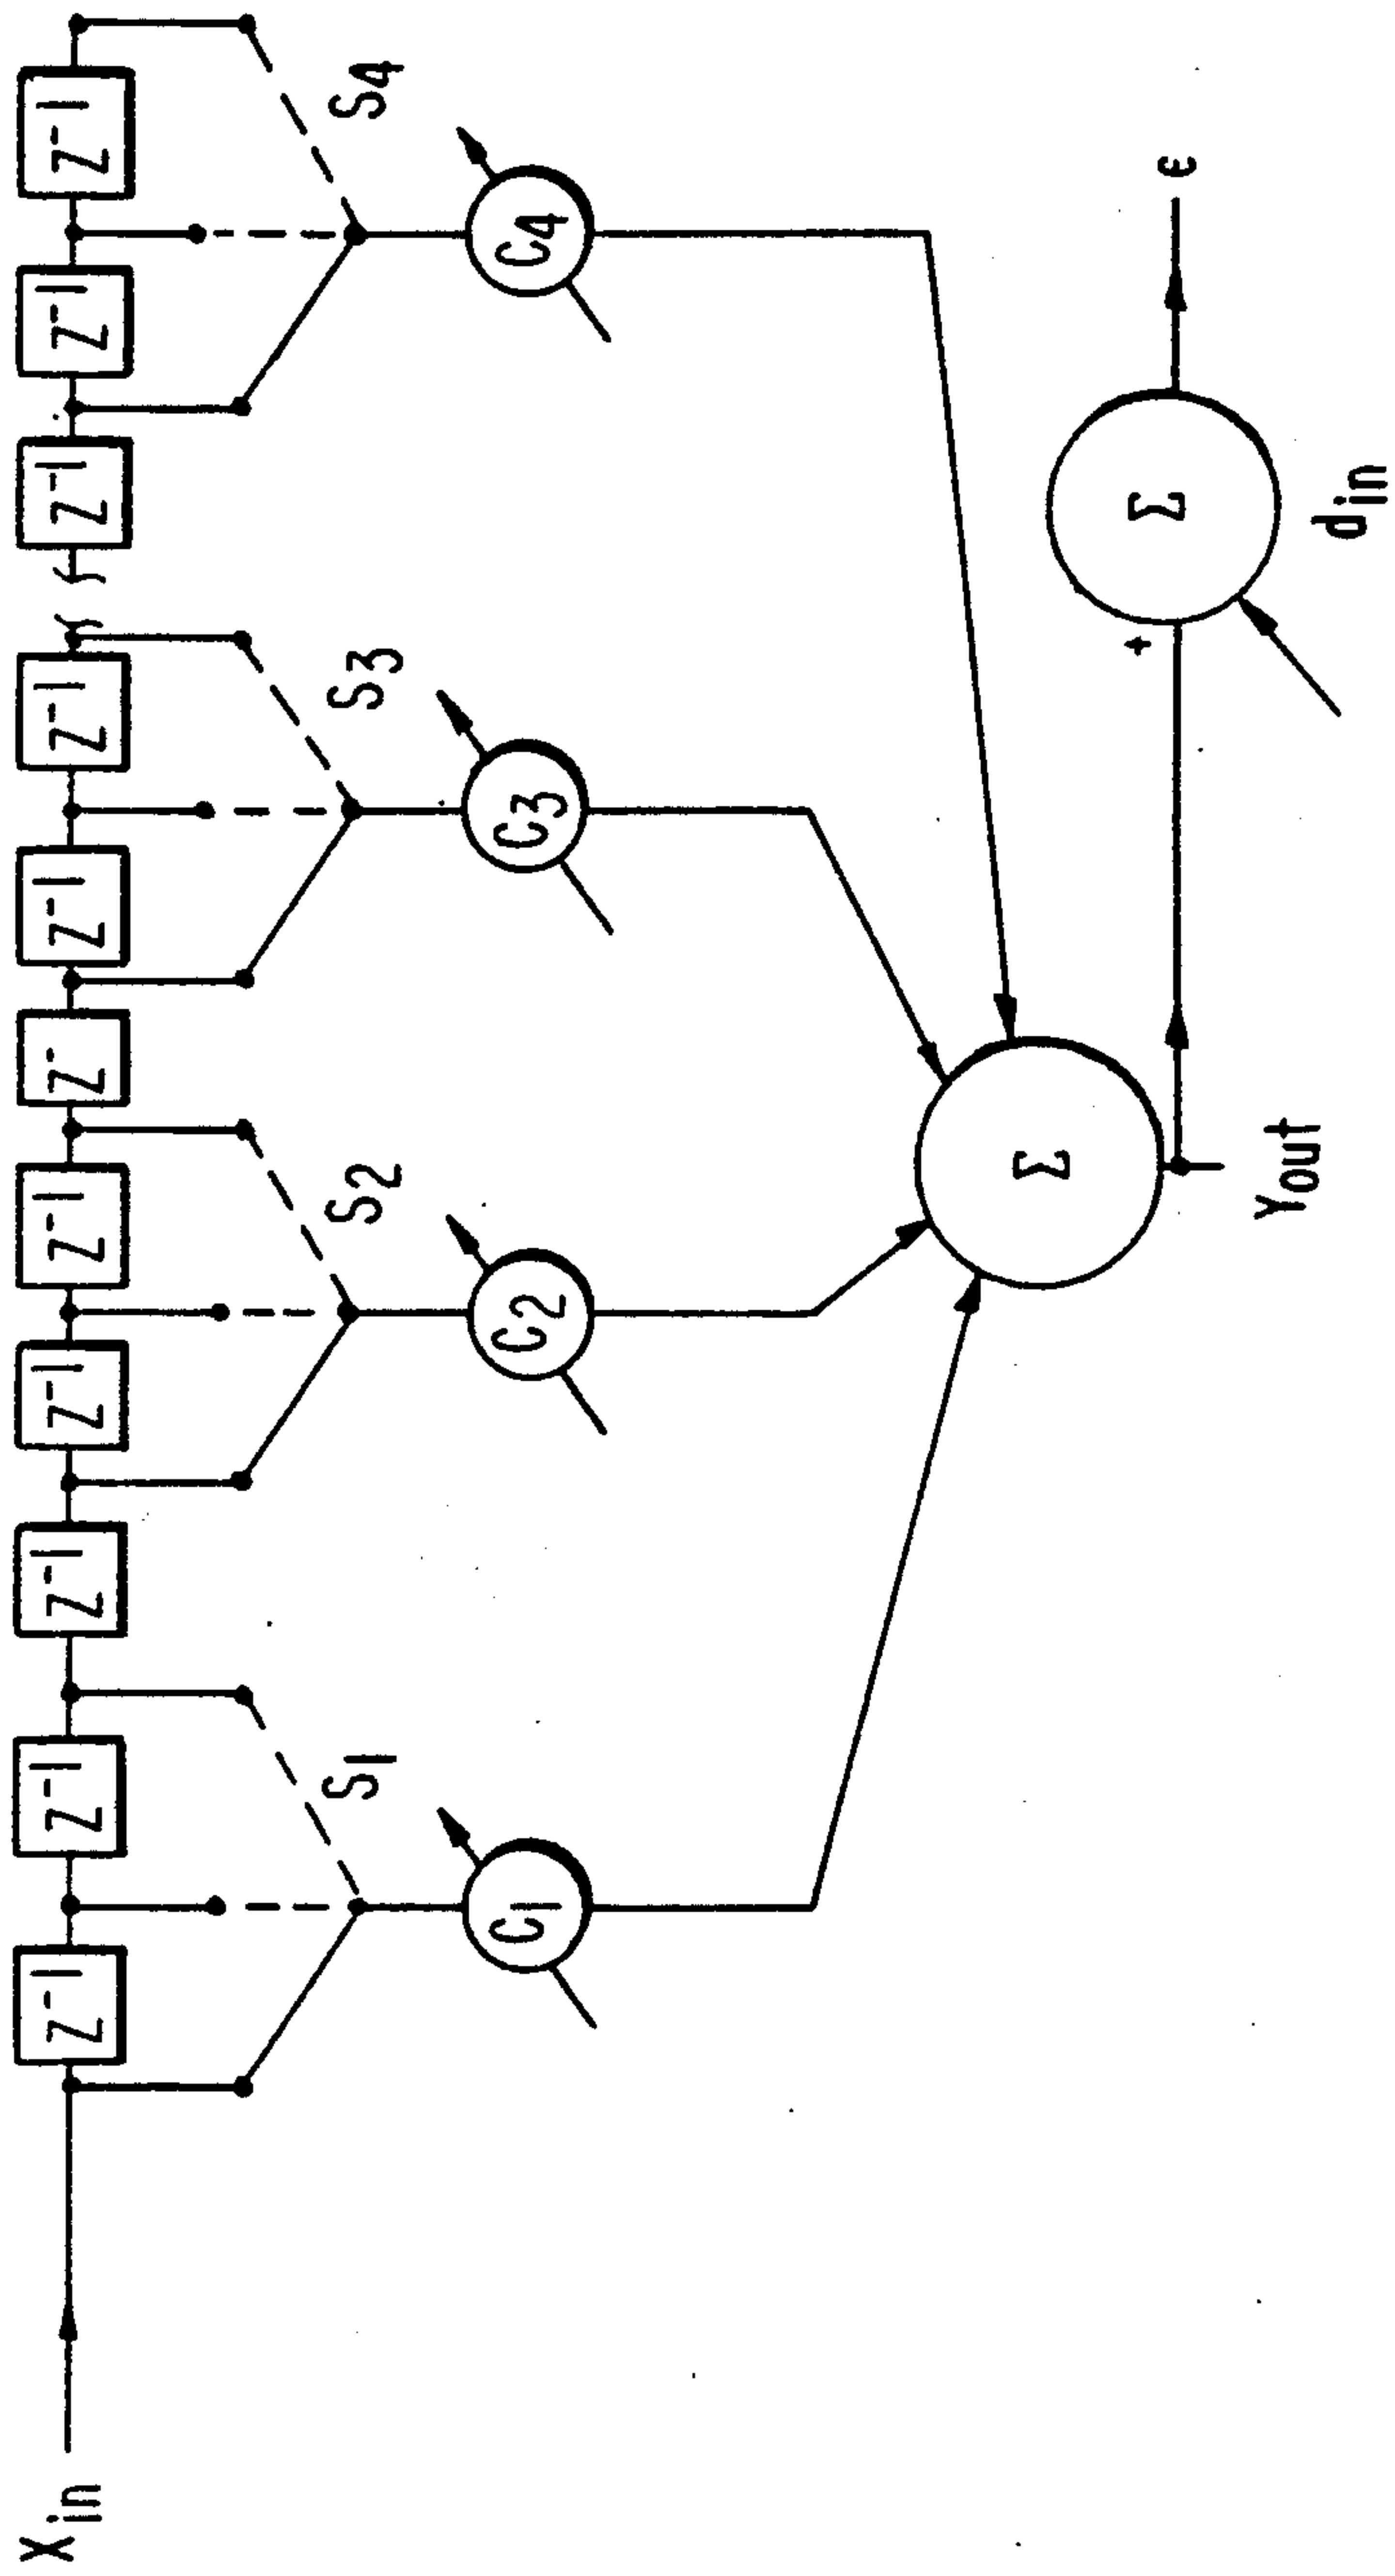 Xin
Z⁻¹ Z⁻¹ Z⁻¹ Z⁻¹ Z⁻¹ Z⁻ Z⁻¹ Z⁻¹ Z⁻¹ Z⁻¹ Z⁻¹
S1 S2 S3 S4
C1 C2 C3 C4
Σ
+ Σ ϵ
Yout
din